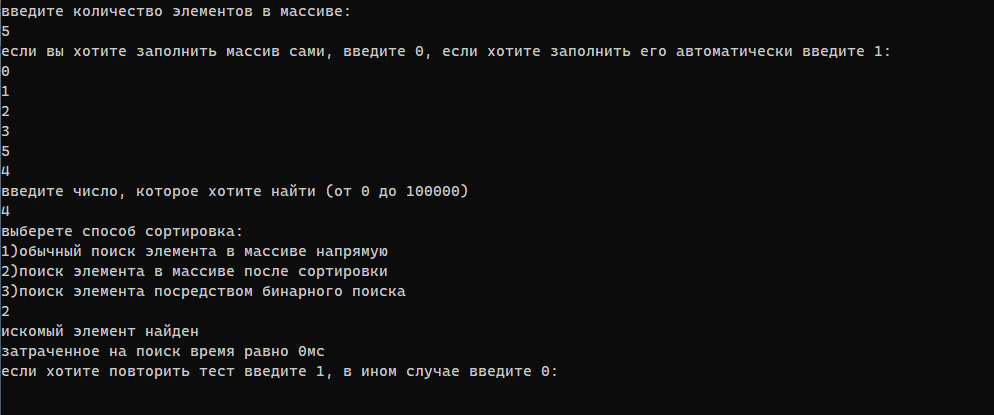 введите количество элементов в массиве:
5
если вы хотите заполнить массив сами, введите 0, если хотите заполнить его автоматически введите 1:
0
1
2
3
5
4
введите число, которое хотите найти (от 0 до 100000)
4
выберете способ сортировка:
1)обычный поиск элемента в массиве напрямую
2)поиск элемента в массиве после сортировки
3)поиск элемента посредством бинарного поиска
2
искомый элемент найден
затраченное на поиск время равно 0мс
если хотите повторить тест введите 1, в ином случае введите 0: